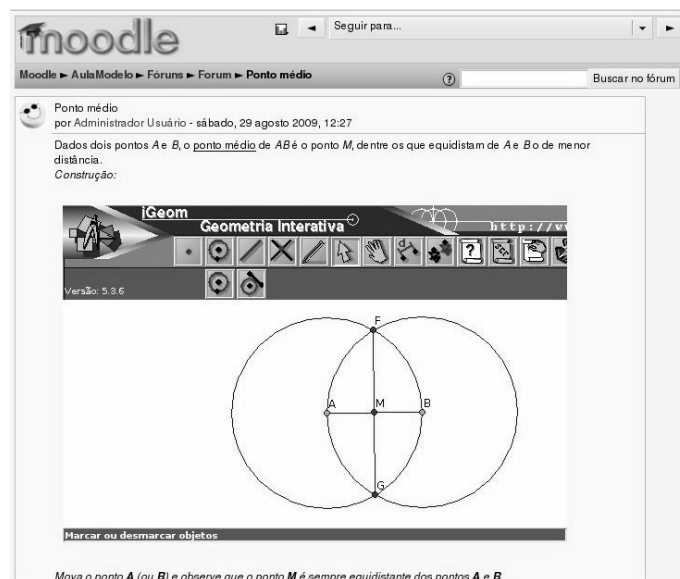 moodle
Seguir para...
Moodle ► AulaModelo ► Fóruns ► Forum ► Ponto médio
Buscar no fórum
Ponto médio
por Administrador Usuário - sábado, 29 agosto 2009, 12:27
Dados dois pontos A e B, o ponto médio de AB é o ponto M, dentre os que equidistam de A e B o de menor
distância.
Construção:
iGeom
Geometria Interativa
Versão: 5.3.6
F
A
M
B
G
Marcar ou desmarcar objetos
Mova o ponto A (ou B) e observe que o ponto M é sempre equidistante dos pontos A e B